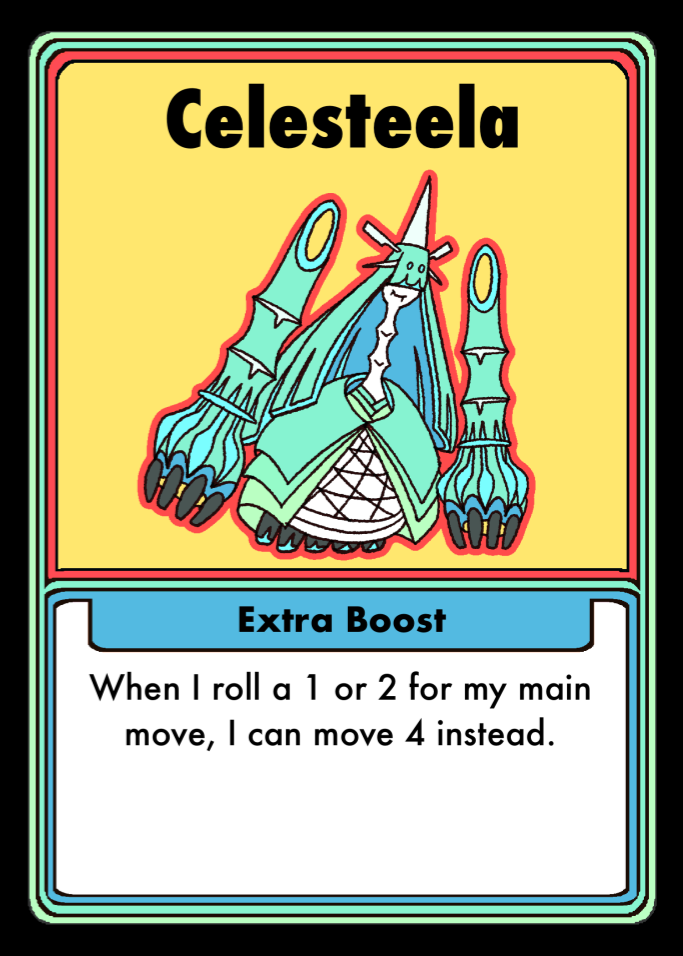 Celesteela
Extra Boost
When I roll a 1 or 2 for my main
move, I can move 4 instead.